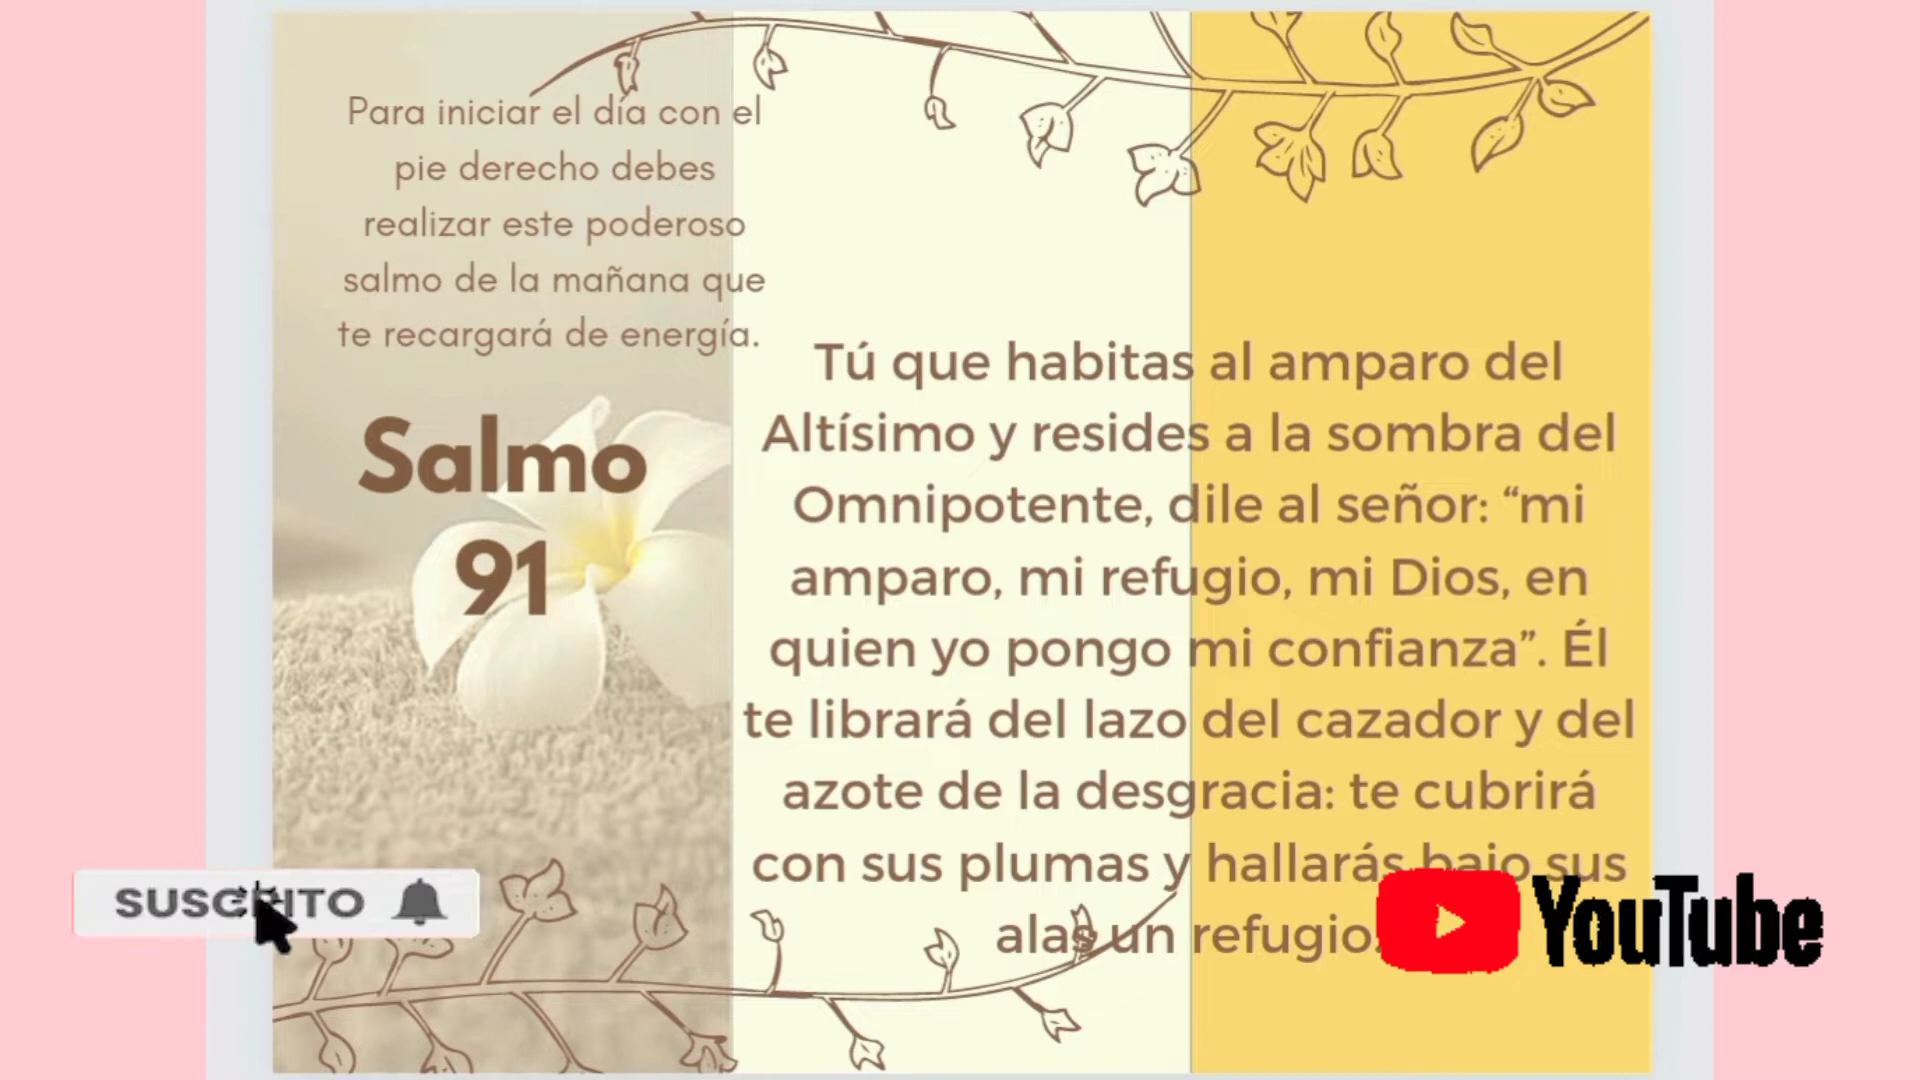 Para iniciar el día con el
pie derecho debes
realizar este poderoso
salmo de la mañana que
te recargará de energía.
Salmo
91
Tú que habitas al amparo del
Altísimo y resides a la sombra del
Omnipotente, dile al señor: “mi
amparo, mi refugio, mi Dios, en
quien yo pongo mi confianza”. Él
te librará del lazo del cazador y del
azote de la desgracia: te cubrirá
con sus plumas y hallarás bajo sus
alas un refugio.
SUSCRITO
YouTube